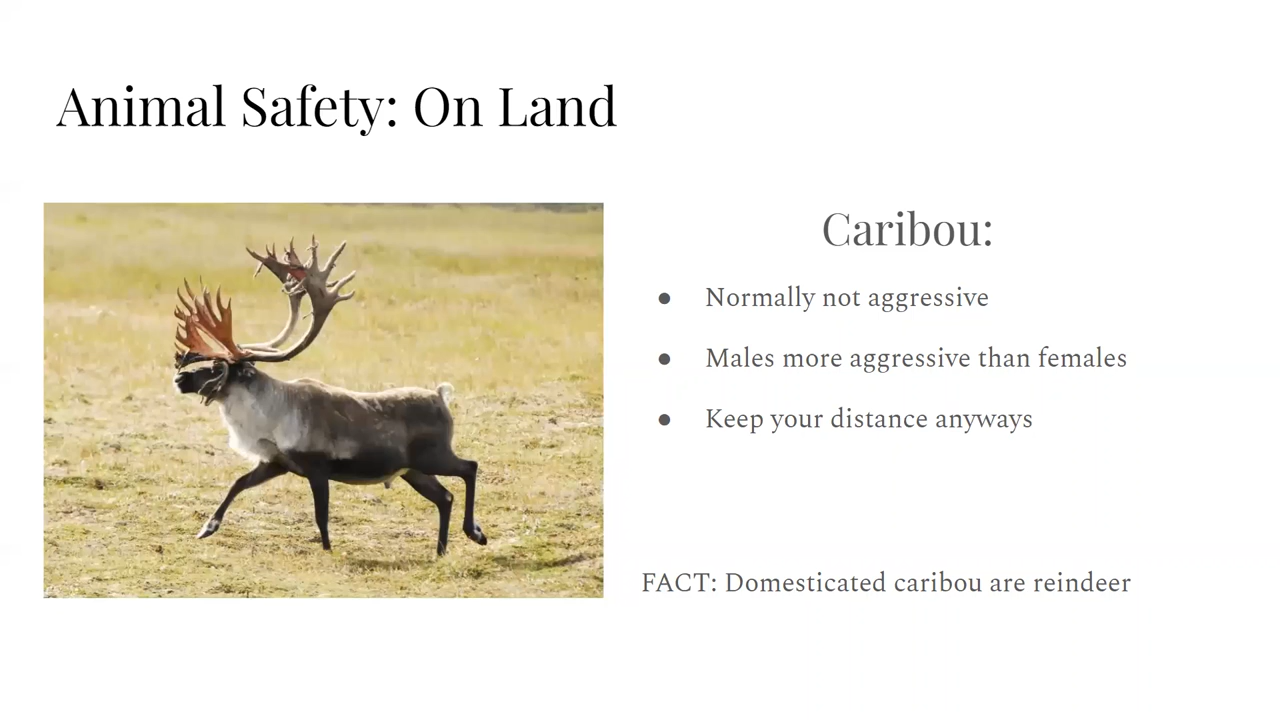 Animal Safety: On Land
Caribou:
● Normally not aggressive
● Males more aggressive than females
● Keep your distance anyways
FACT: Domesticated caribou are reindeer